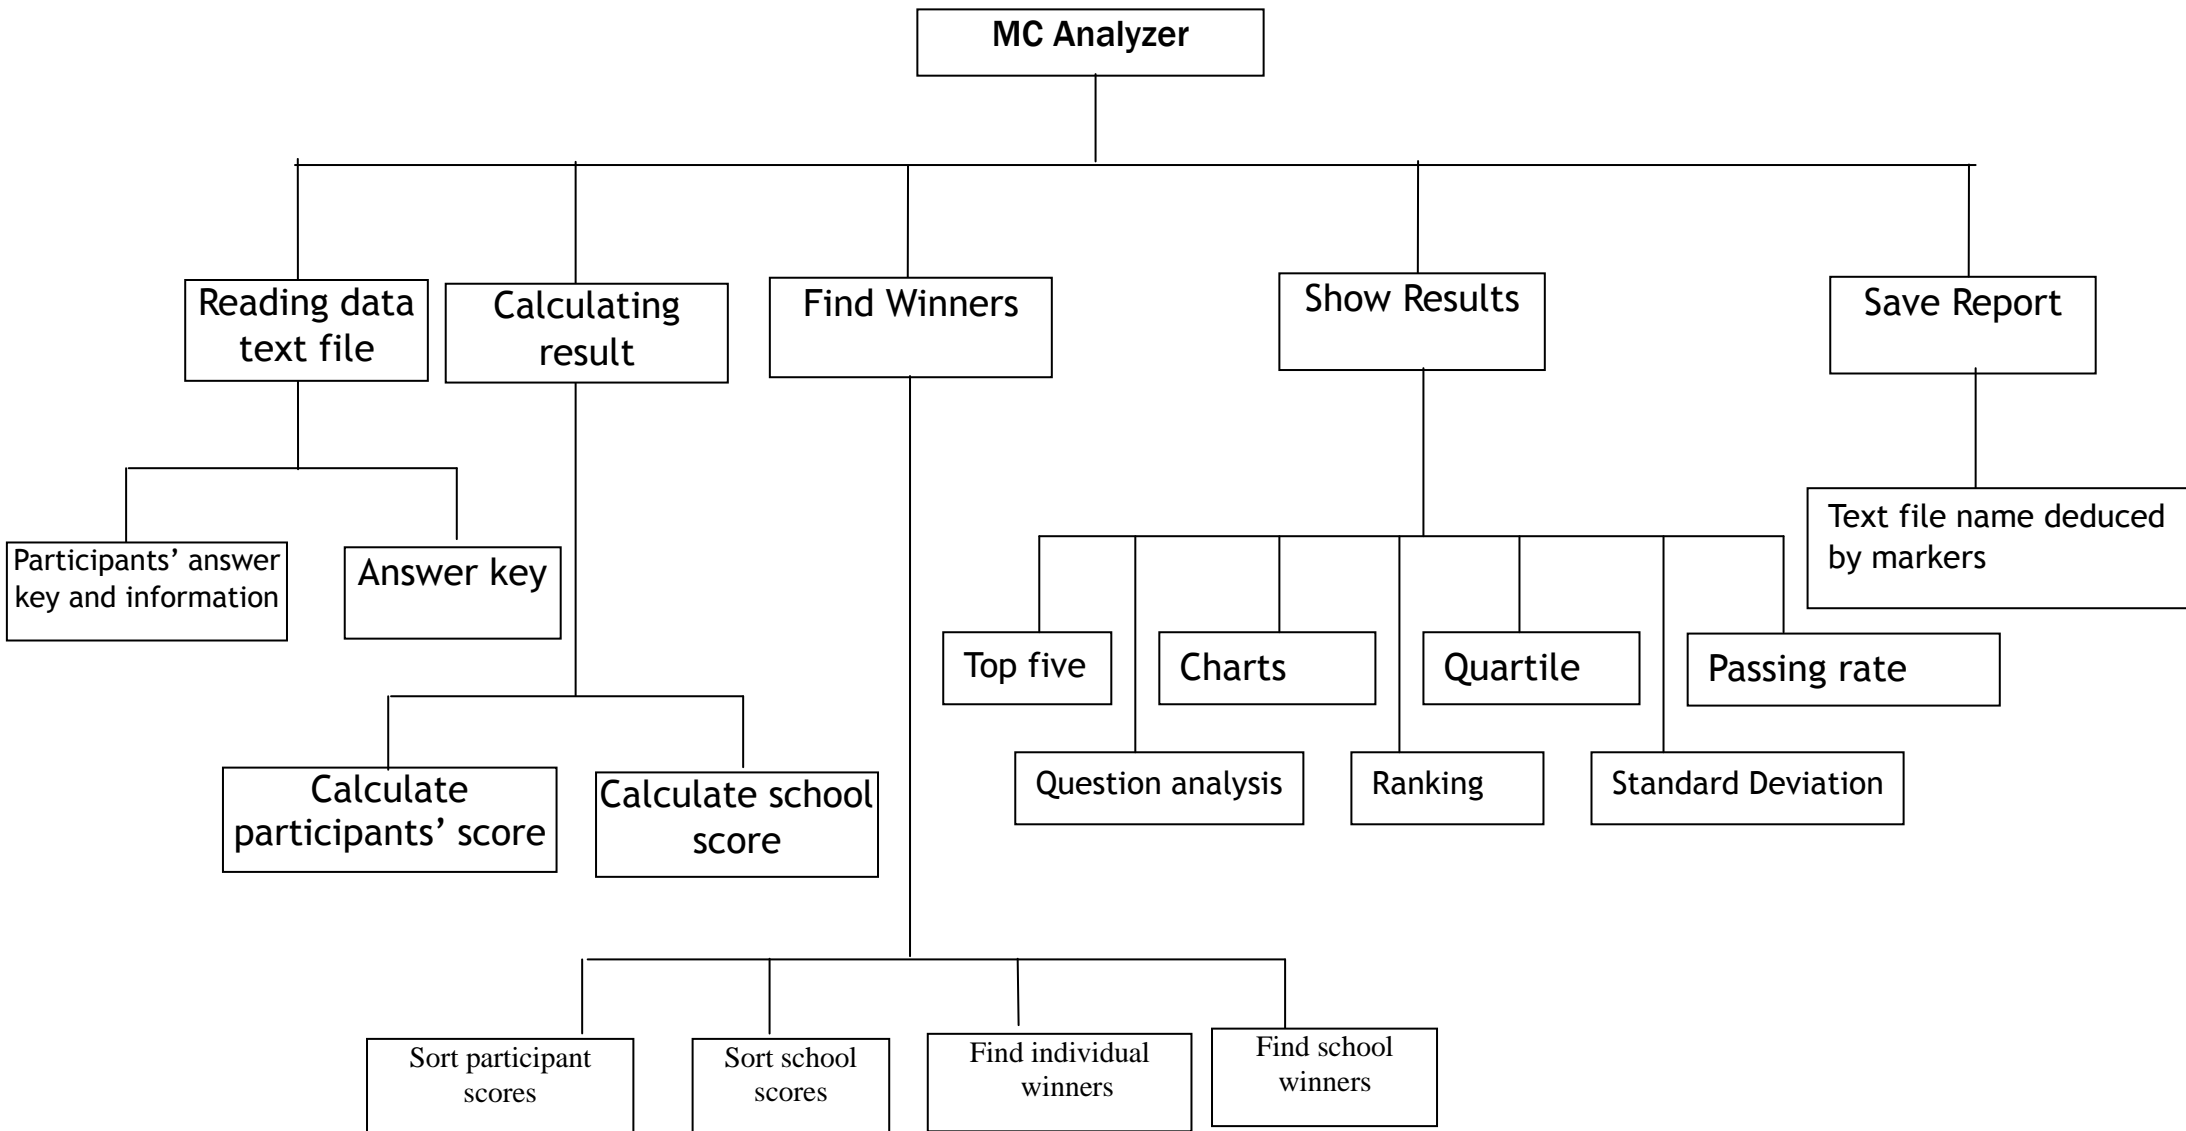 MC Analyzer
Reading data
text file
Calculating
result
Find Winners
Show Results
Save Report
Participants’ answer
key and information
Answer key
Text file name deduced
by markers
Top five
Charts
Quartile
Passing rate
Question analysis
Ranking
Standard Deviation
Calculate
participants’ score
Calculate school
score
Sort participant
scores
Sort school
scores
Find individual
winners
Find school
winners